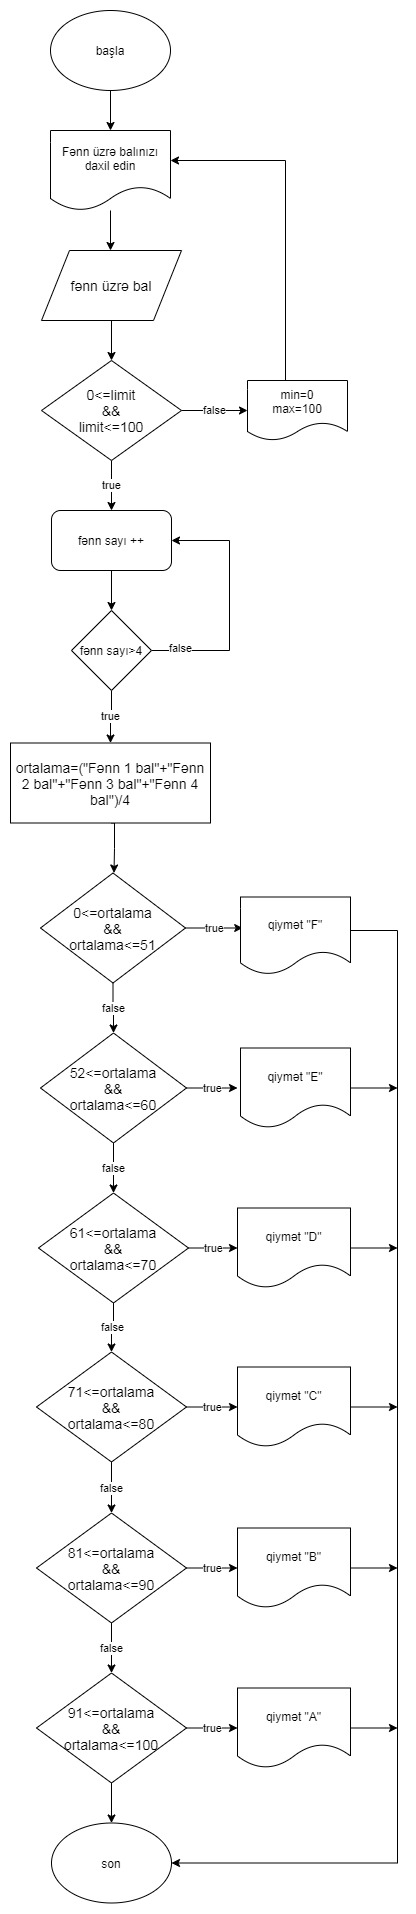 başla
Fənn üzrə balınızı
daxil edin
fənn üzrə bal
0<=limit
&&
limit<=100
false
min=0
max=100
true
fənn sayı ++
fənn sayı>4
false
true
ortalama=("Fənn 1 bal"+"Fənn
2 bal"+"Fənn 3 bal"+"Fənn 4
bal")/4
0<=ortalama
&&
ortalama<=51
true
qiymət "F"
false
52<=ortalama
&&
ortalama<=60
true
qiymət "E"
false
61<=ortalama
&&
ortalama<=70
true
qiymət "D"
false
71<=ortalama
&&
ortalama<=80
true
qiymət "C"
false
81<=ortalama
&&
ortalama<=90
true
qiymət "B"
false
91<=ortalama
&&
ortalama<=100
true
qiymət "A"
son